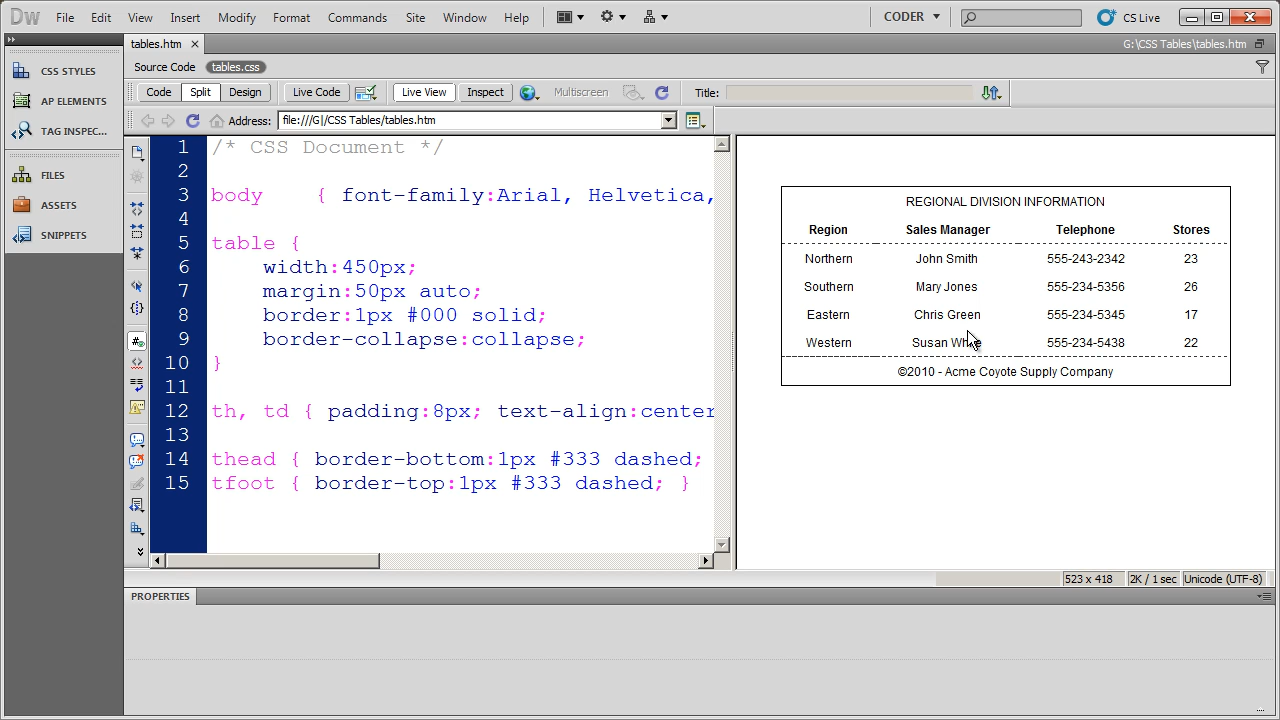 Dw File Edit View Insert Modify Format Commands Site Window Help CODER CS Live
tables.htm G:\CSS Tables\tables.htm
Source Code tables.css
Code Split Design Live Code Live View Inspect Multiscreen Title:
Address: file:///G|/CSS Tables/tables.htm
CSS STYLES
AP ELEMENTS
TAG INSPEC...
FILES
ASSETS
SNIPPETS
1 /* CSS Document */
2
3 body { font-family:Arial, Helvetica,
4
5 table {
6 width:450px;
7 margin:50px auto;
8 border:1px #000 solid;
9 border-collapse:collapse;
10 }
11
12 th, td { padding:8px; text-align:center
13
14 thead { border-bottom:1px #333 dashed;
15 tfoot { border-top:1px #333 dashed; }
REGIONAL DIVISION INFORMATION
Region Sales Manager Telephone Stores
Northern John Smith 555-243-2342 23
Southern Mary Jones 555-234-5356 26
Eastern Chris Green 555-234-5345 17
Western Susan White 555-234-5438 22
©2010 - Acme Coyote Supply Company
523 x 418 2K / 1 sec Unicode (UTF-8)
PROPERTIES